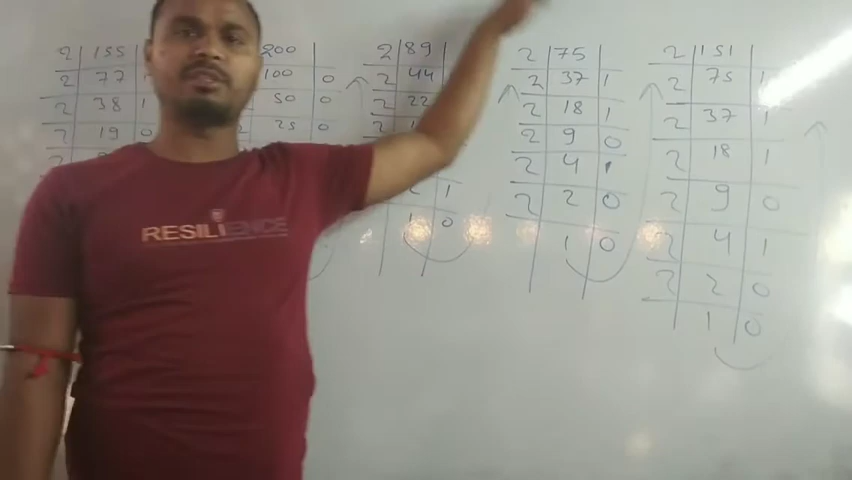 2 155
2 77
2 38 1
2 19 0
200
100 0
50 0
25 0
2 89
2 44
2 22
2
2 1
1 0
2 75
2 37 1
2 18 1
2 9 0
2 4 1
2 2 0
1 0
2 151
2 75 1
2 37 1
2 18 1
2 9 0
2 4 1
2 2 0
1 0
RESILIENCE